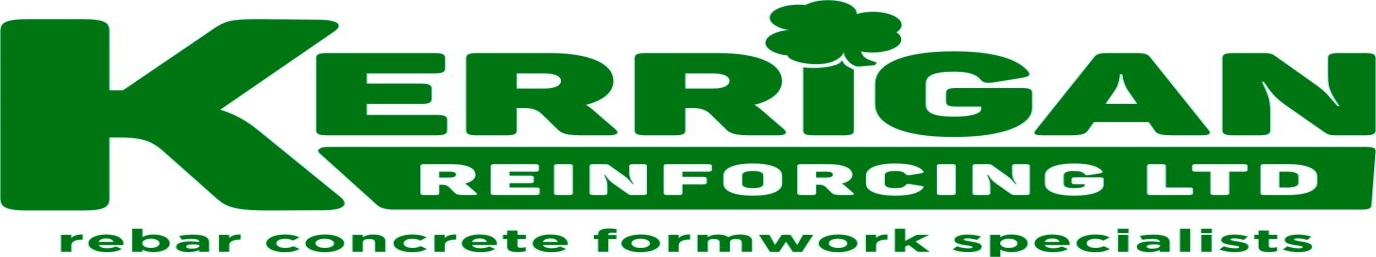 KERRIGAN
REINFORCING LTD
rebar concrete formwork specialists